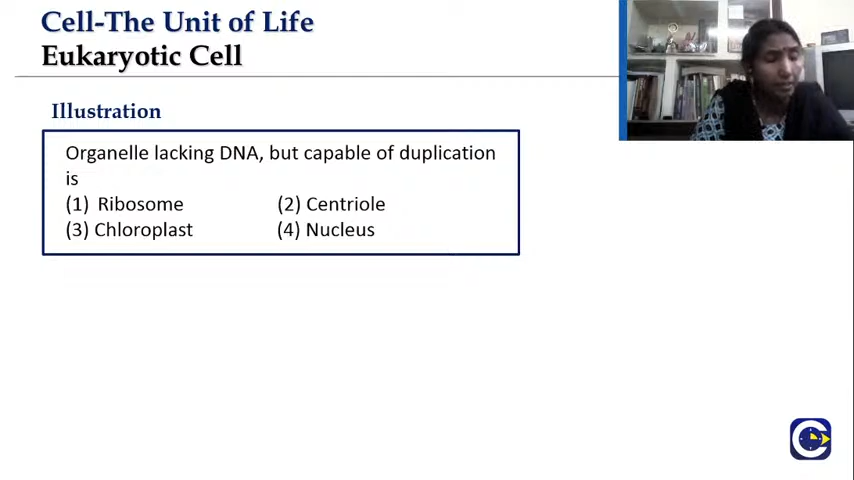 Cell-The Unit of Life
Eukaryotic Cell
Illustration
Organelle lacking DNA, but capable of duplication
is
(1) Ribosome (2) Centriole
(3) Chloroplast (4) Nucleus